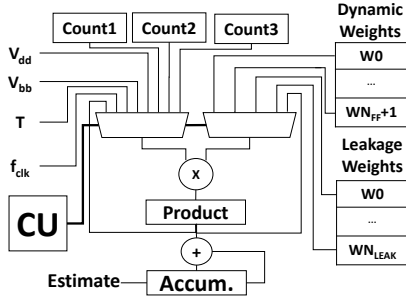 Count1 Count2 Count3
V_dd
V_bb
T
f_clk
CU
x
Product
+
Estimate
Accum.
Dynamic
Weights
W0
...
WN_FF+1
Leakage
Weights
W0
...
WN_LEAK